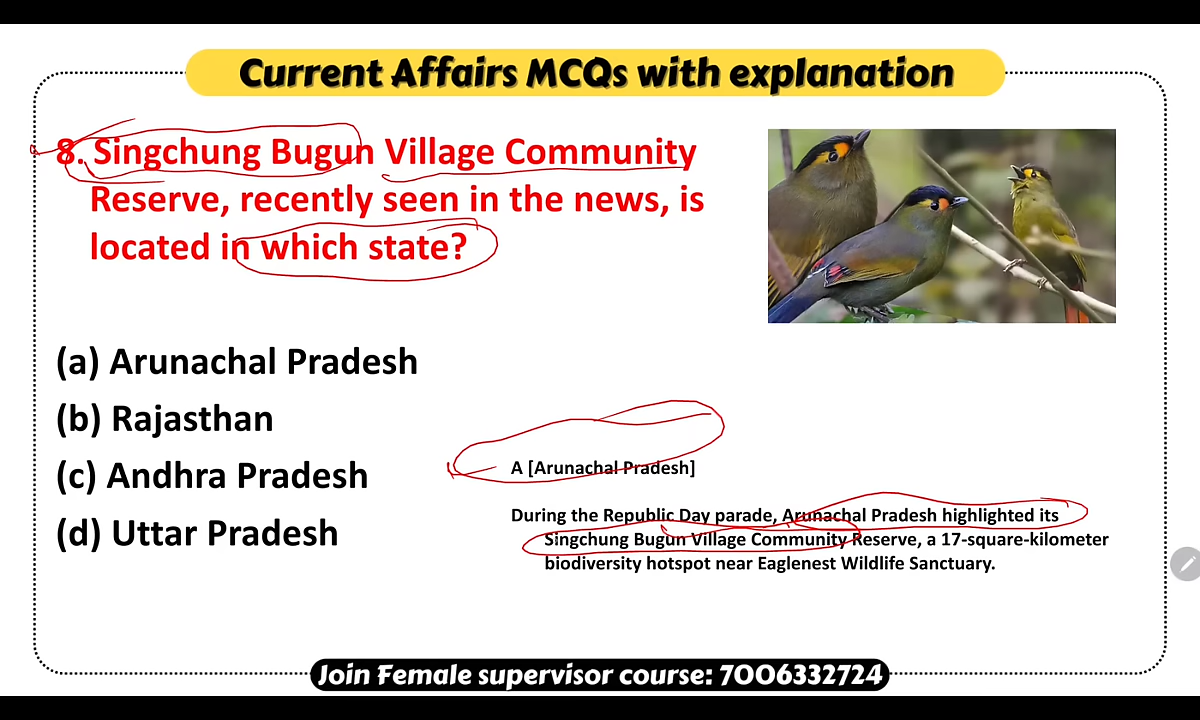 Current Affairs MCQs with explanation
8. Singchung Bugun Village Community
Reserve, recently seen in the news, is
located in which state?
(a) Arunachal Pradesh
(b) Rajasthan
(c) Andhra Pradesh
(d) Uttar Pradesh
A [Arunachal Pradesh]
During the Republic Day parade, Arunachal Pradesh highlighted its
Singchung Bugun Village Community Reserve, a 17-square-kilometer
biodiversity hotspot near Eaglenest Wildlife Sanctuary.
Join Female supervisor course: 7006332724